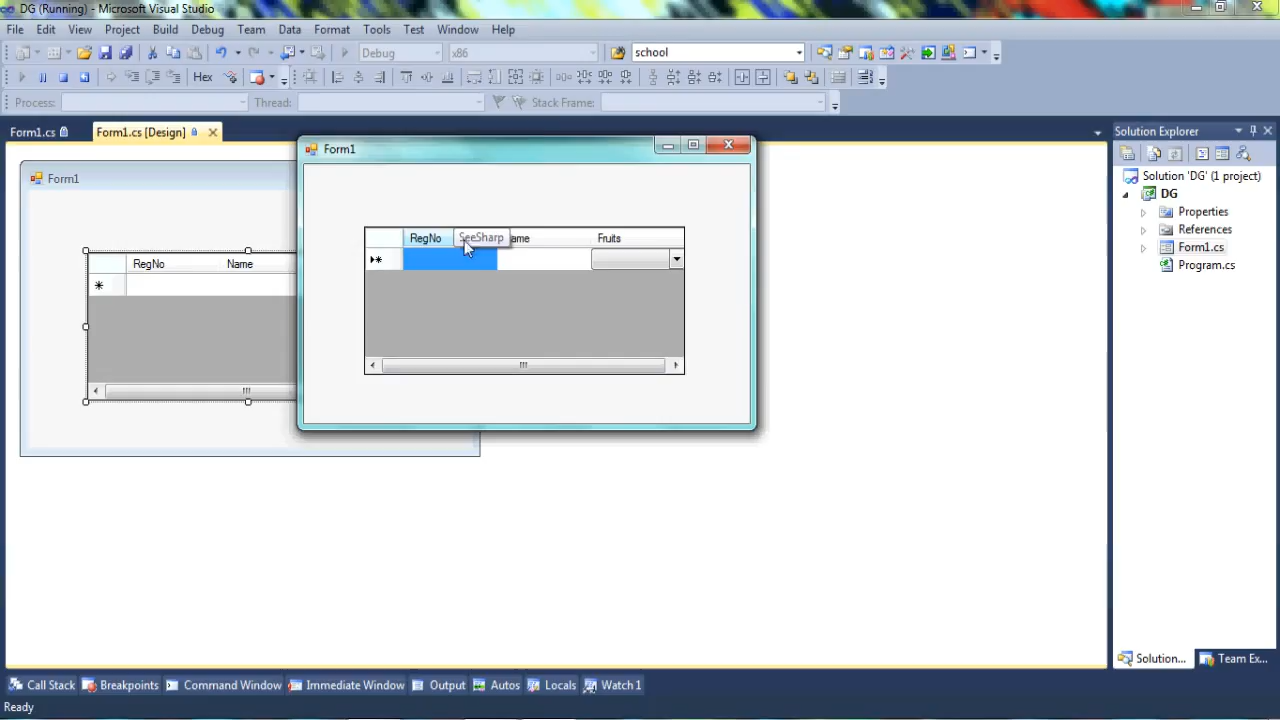 DG (Running) - Microsoft Visual Studio
File Edit View Project Build Debug Team Data Format Tools Test Window Help
Debug x86 school
Hex
Process: Thread: Stack Frame:
Form1.cs Form1.cs [Design]
Form1
RegNo Name
Form1
RegNo SeeSharp ame Fruits
Solution Explorer
Solution 'DG' (1 project)
DG
Properties
References
Form1.cs
Program.cs
Solution... Team Ex...
Call Stack Breakpoints Command Window Immediate Window Output Autos Locals Watch 1
Ready